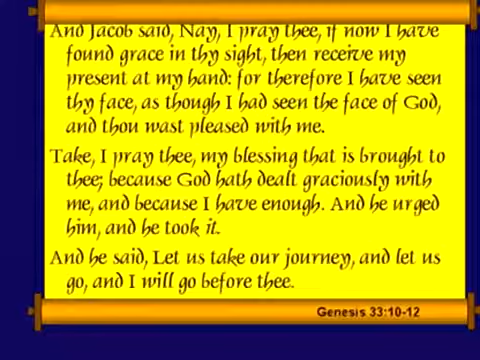 And Jacob said, Nay, I pray thee, if now I have
found grace in thy sight, then receive my
present at my hand: for therefore I have seen
thy face, as though I had seen the face of God,
and thou wast pleased with me.
Take, I pray thee, my blessing that is brought to
thee; because God hath dealt graciously with
me, and because I have enough. And he urged
him, and he took it.
And he said, Let us take our journey, and let us
go, and I will go before thee.
Genesis 33:10-12